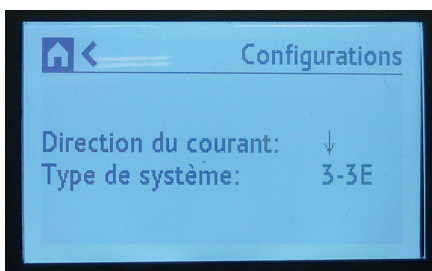 Configurations
Direction du courant: ↓
Type de système: 3-3E